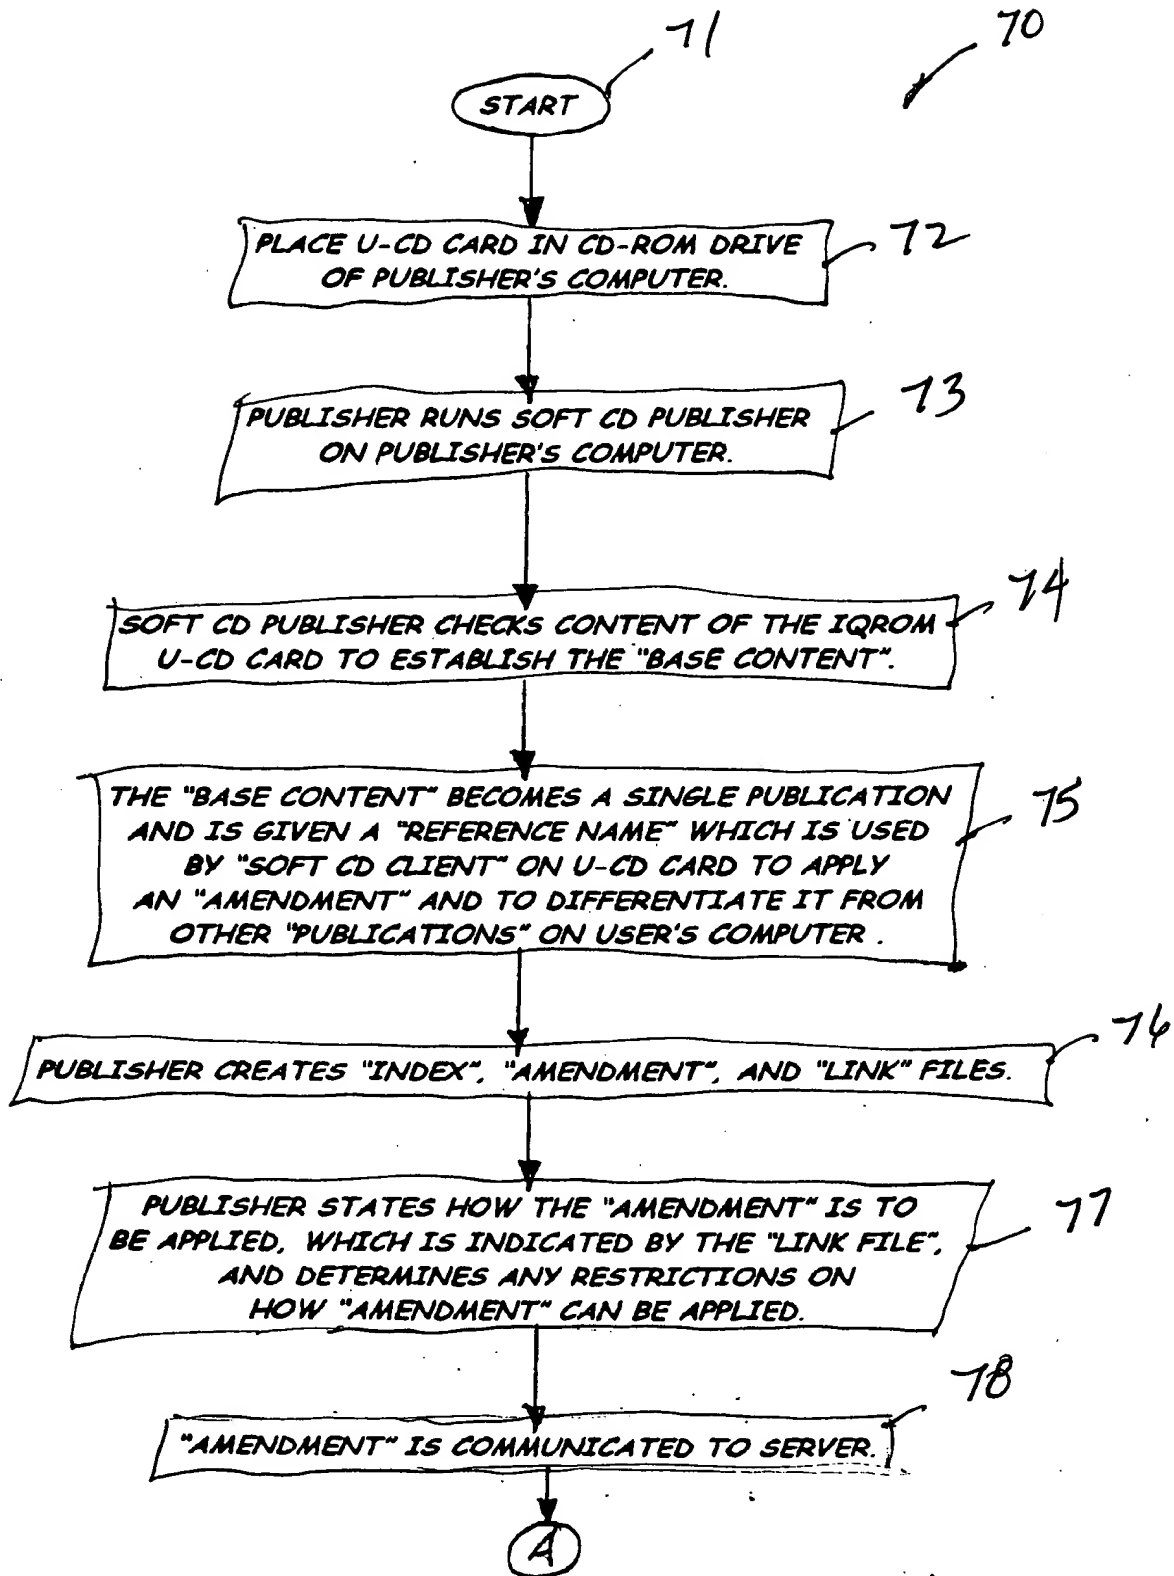 71
70
START
PLACE U-CD CARD IN CD-ROM DRIVE
OF PUBLISHER'S COMPUTER.
72
PUBLISHER RUNS SOFT CD PUBLISHER
ON PUBLISHER'S COMPUTER.
73
SOFT CD PUBLISHER CHECKS CONTENT OF THE IQROM
U-CD CARD TO ESTABLISH THE "BASE CONTENT".
74
THE "BASE CONTENT" BECOMES A SINGLE PUBLICATION
AND IS GIVEN A "REFERENCE NAME" WHICH IS USED
BY "SOFT CD CLIENT" ON U-CD CARD TO APPLY
AN "AMENDMENT" AND TO DIFFERENTIATE IT FROM
OTHER "PUBLICATIONS" ON USER'S COMPUTER.
75
PUBLISHER CREATES "INDEX", "AMENDMENT", AND "LINK" FILES.
76
PUBLISHER STATES HOW THE "AMENDMENT" IS TO
BE APPLIED, WHICH IS INDICATED BY THE "LINK FILE",
AND DETERMINES ANY RESTRICTIONS ON
HOW "AMENDMENT" CAN BE APPLIED.
77
"AMENDMENT" IS COMMUNICATED TO SERVER.
78
A